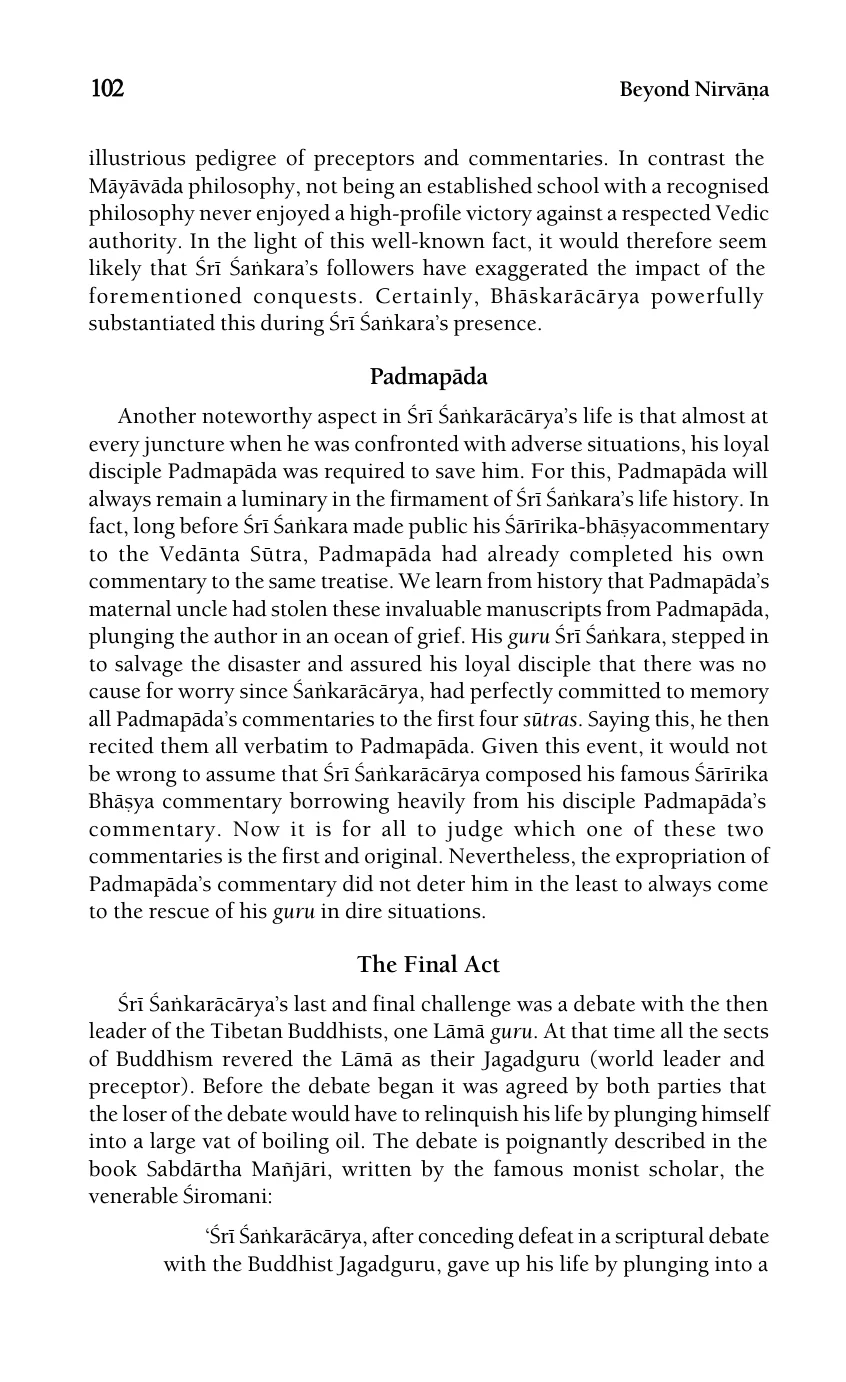 102 Beyond Nirvāṇa
illustrious pedigree of preceptors and commentaries. In contrast the
Māyāvāda philosophy, not being an established school with a recognised
philosophy never enjoyed a high-profile victory against a respected Vedic
authority. In the light of this well-known fact, it would therefore seem
likely that Śrī Śaṅkara’s followers have exaggerated the impact of the
forementioned conquests. Certainly, Bhāskarācārya powerfully
substantiated this during Śrī Śaṅkara’s presence.
Padmapāda
Another noteworthy aspect in Śrī Śaṅkarācārya’s life is that almost at
every juncture when he was confronted with adverse situations, his loyal
disciple Padmapāda was required to save him. For this, Padmapāda will
always remain a luminary in the firmament of Śrī Śaṅkara’s life history. In
fact, long before Śrī Śaṅkara made public his Śārīrika-bhāṣyacommentary
to the Vedānta Sūtra, Padmapāda had already completed his own
commentary to the same treatise. We learn from history that Padmapāda’s
maternal uncle had stolen these invaluable manuscripts from Padmapāda,
plunging the author in an ocean of grief. His guru Śrī Śaṅkara, stepped in
to salvage the disaster and assured his loyal disciple that there was no
cause for worry since Śaṅkarācārya, had perfectly committed to memory
all Padmapāda’s commentaries to the first four sūtras. Saying this, he then
recited them all verbatim to Padmapāda. Given this event, it would not
be wrong to assume that Śrī Śaṅkarācārya composed his famous Śārīrika
Bhāṣya commentary borrowing heavily from his disciple Padmapāda’s
commentary. Now it is for all to judge which one of these two
commentaries is the first and original. Nevertheless, the expropriation of
Padmapāda’s commentary did not deter him in the least to always come
to the rescue of his guru in dire situations.
The Final Act
Śrī Śaṅkarācārya’s last and final challenge was a debate with the then
leader of the Tibetan Buddhists, one Lāmā guru. At that time all the sects
of Buddhism revered the Lāmā as their Jagadguru (world leader and
preceptor). Before the debate began it was agreed by both parties that
the loser of the debate would have to relinquish his life by plunging himself
into a large vat of boiling oil. The debate is poignantly described in the
book Sabdārtha Mañjāri, written by the famous monist scholar, the
venerable Śiromani:
‘Śrī Śaṅkarācārya, after conceding defeat in a scriptural debate
with the Buddhist Jagadguru, gave up his life by plunging into a